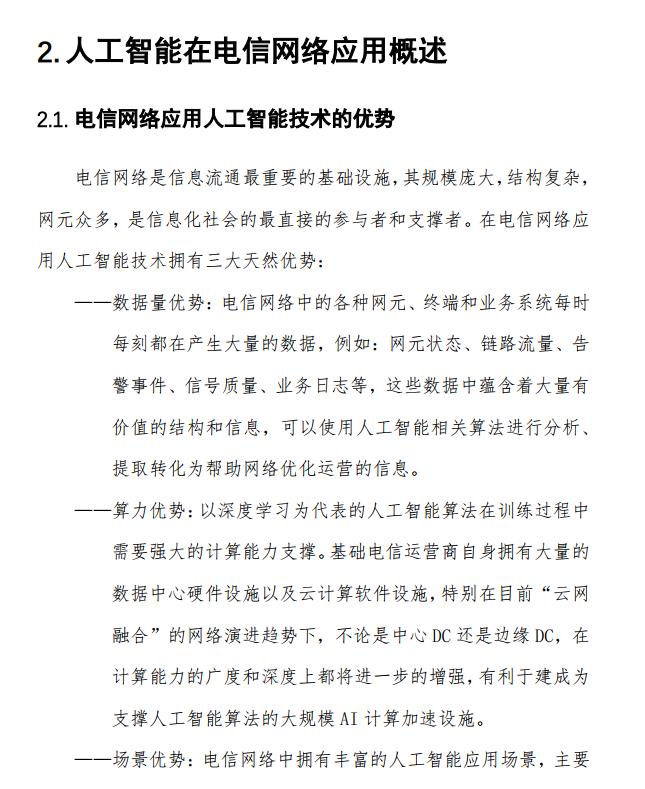 2. 人工智能在电信网络应用概述
2.1. 电信网络应用人工智能技术的优势
电信网络是信息流通最重要的基础设施，其规模庞大，结构复杂，
网元众多，是信息化社会的最直接的参与者和支撑者。在电信网络应
用人工智能技术拥有三大天然优势：
——数据量优势：电信网络中的各种网元、终端和业务系统每时
每刻都在产生大量的数据，例如：网元状态、链路流量、告
警事件、信号质量、业务日志等，这些数据中蕴含着大量有
价值的结构和信息，可以使用人工智能相关算法进行分析、
提取转化为帮助网络优化运营的信息。
——算力优势：以深度学习为代表的人工智能算法在训练过程中
需要强大的计算能力支撑。基础电信运营商自身拥有大量的
数据中心硬件设施以及云计算软件设施，特别在目前“云网
融合”的网络演进趋势下，不论是中心 DC 还是边缘 DC，在
计算能力的广度和深度上都将进一步的增强，有利于建成为
支撑人工智能算法的大规模 AI 计算加速设施。
——场景优势：电信网络中拥有丰富的人工智能应用场景，主要